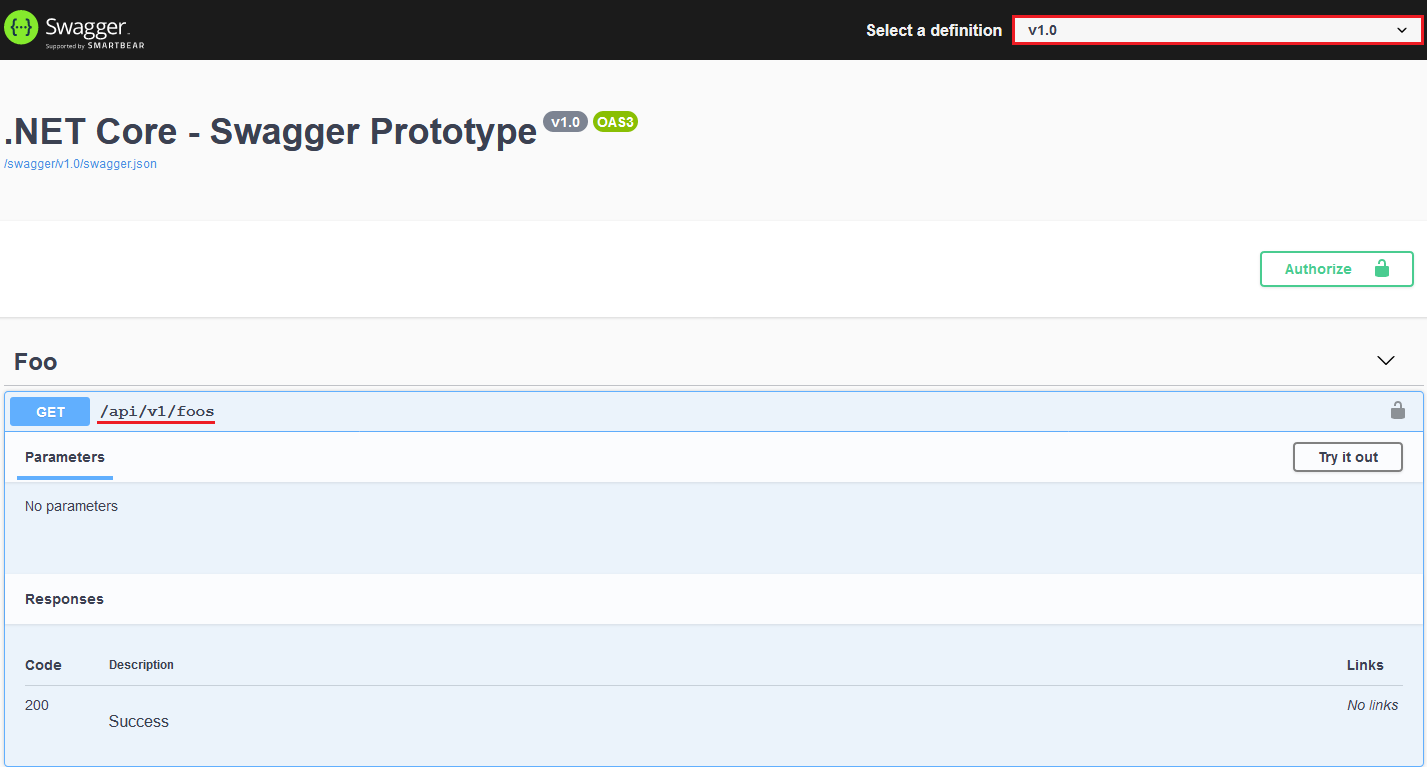 Swagger.
Supported by SMARTBEAR
Select a definition
v1.0
.NET Core - Swagger Prototype v1.0 OAS3
/swagger/v1.0/swagger.json
Authorize
Foo
GET /api/v1/foos
Parameters
Try it out
No parameters
Responses
Code Description Links
200 No links
Success